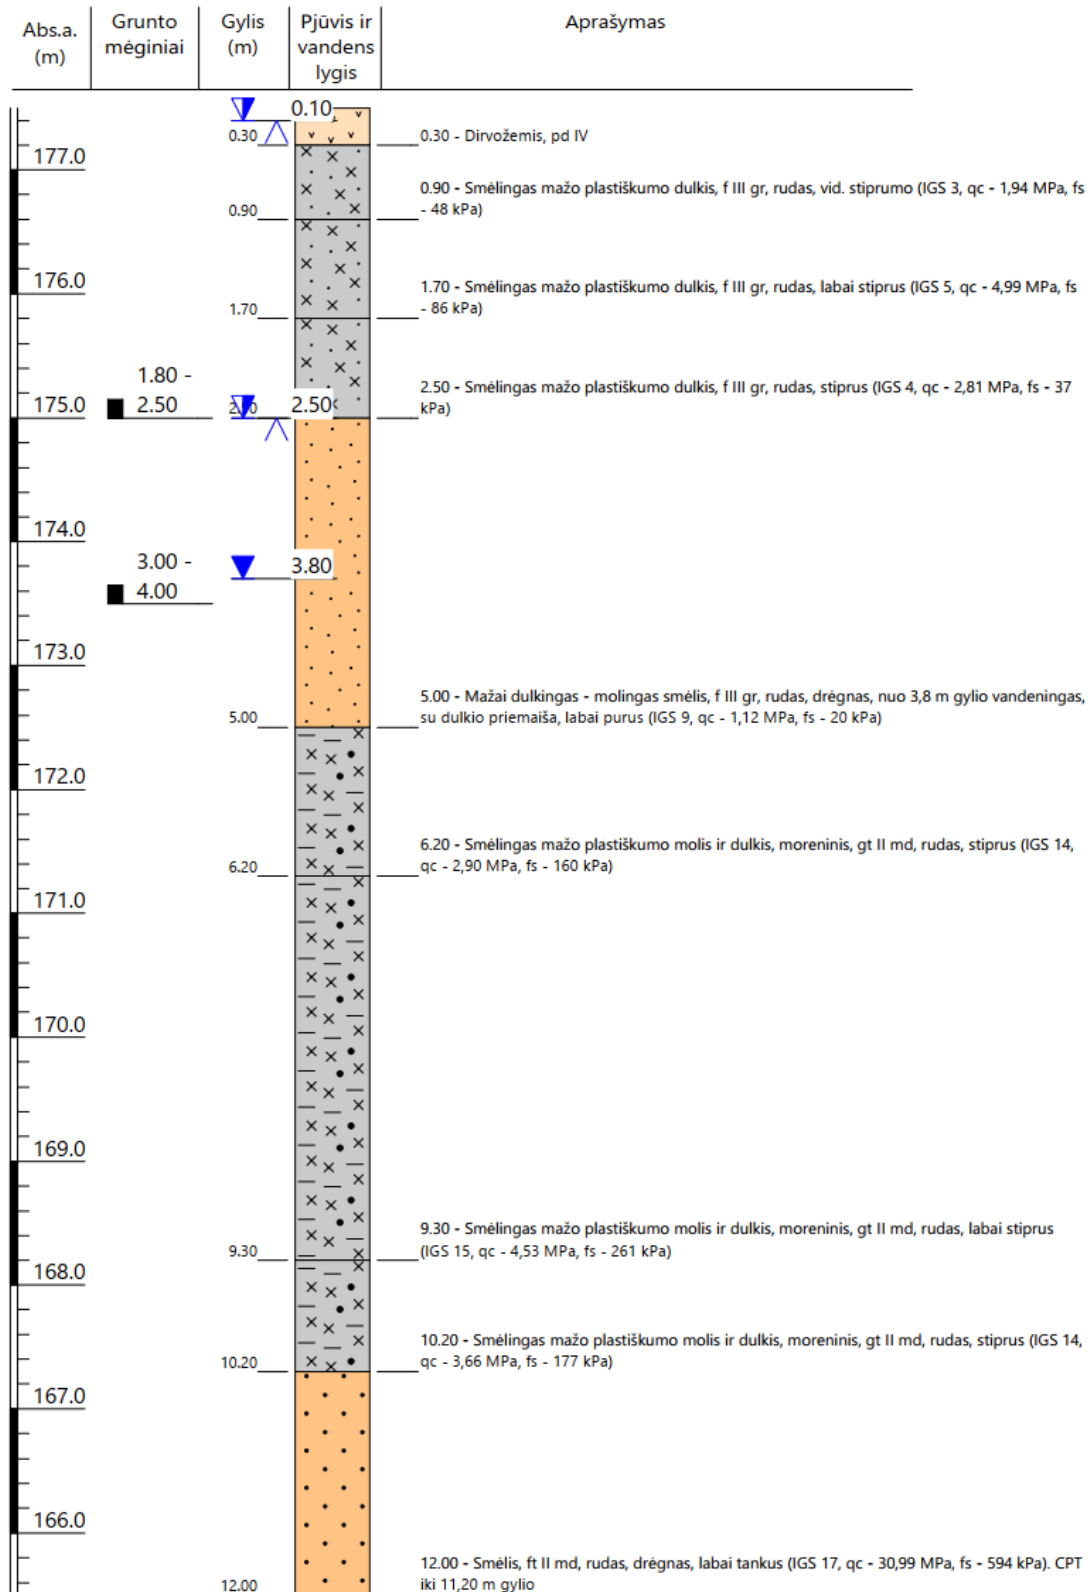 Abs.a.
(m)
Grunto
mėginiai
Gylis
(m)
Pjūvis ir
vandens
lygis
Aprašymas
0.10
0.30
0.30 - Dirvožemis, pd IV
177.0
0.90 - Smėlingas mažo plastiškumo dulkis, f III gr, rudas, vid. stiprumo (IGS 3, qc - 1,94 MPa, fs
- 48 kPa)
0.90
176.0
1.70 - Smėlingas mažo plastiškumo dulkis, f III gr, rudas, labai stiprus (IGS 5, qc - 4,99 MPa, fs
- 86 kPa)
1.70
1.80 -
2.50
2.50 - Smėlingas mažo plastiškumo dulkis, f III gr, rudas, stiprus (IGS 4, qc - 2,81 MPa, fs - 37
kPa)
175.0
2.50
174.0
3.00 -
4.00
3.80
173.0
5.00 - Mažai dulkingas - molingas smėlis, f III gr, rudas, drėgnas, nuo 3,8 m gylio vandeningas,
su dulkio priemaiša, labai purus (IGS 9, qc - 1,12 MPa, fs - 20 kPa)
5.00
172.0
6.20 - Smėlingas mažo plastiškumo molis ir dulkis, moreninis, gt II md, rudas, stiprus (IGS 14,
qc - 2,90 MPa, fs - 160 kPa)
6.20
171.0
170.0
169.0
9.30 - Smėlingas mažo plastiškumo molis ir dulkis, moreninis, gt II md, rudas, labai stiprus
(IGS 15, qc - 4,53 MPa, fs - 261 kPa)
9.30
168.0
10.20 - Smėlingas mažo plastiškumo molis ir dulkis, moreninis, gt II md, rudas, stiprus (IGS 14,
qc - 3,66 MPa, fs - 177 kPa)
10.20
167.0
166.0
12.00 - Smėlis, ft II md, rudas, drėgnas, labai tankus (IGS 17, qc - 30,99 MPa, fs - 594 kPa). CPT
iki 11,20 m gylio
12.00